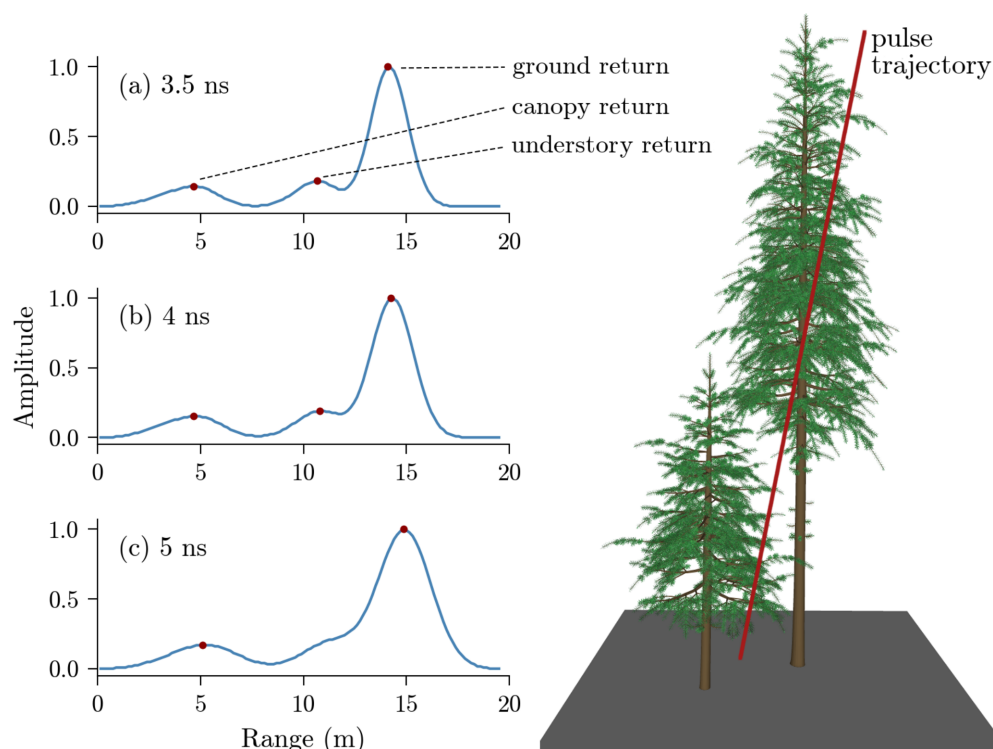 (a) 3.5 ns
1.0
0.5
0.0
0 5 10 15 20
ground return
canopy return
understory return
pulse
trajectory
(b) 4 ns
1.0
0.5
0.0
0 5 10 15 20
Amplitude
(c) 5 ns
1.0
0.5
0.0
0 5 10 15 20
Range (m)